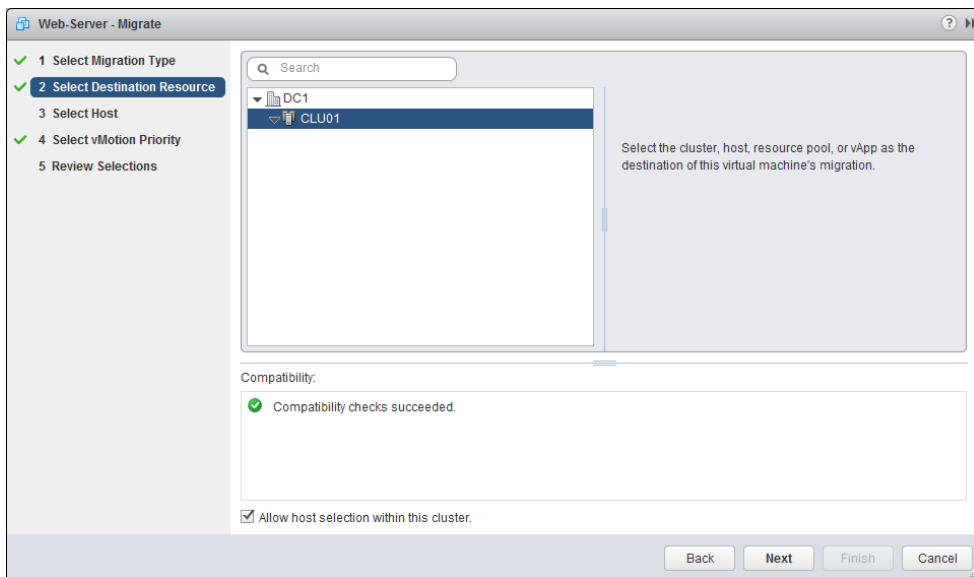 Web-Server - Migrate
?
1 Select Migration Type
2 Select Destination Resource
3 Select Host
4 Select vMotion Priority
5 Review Selections
Search
DC1
CLU01
Select the cluster, host, resource pool, or vApp as the
destination of this virtual machine's migration.
Compatibility:
Compatibility checks succeeded.
Allow host selection within this cluster.
Back Next Finish Cancel